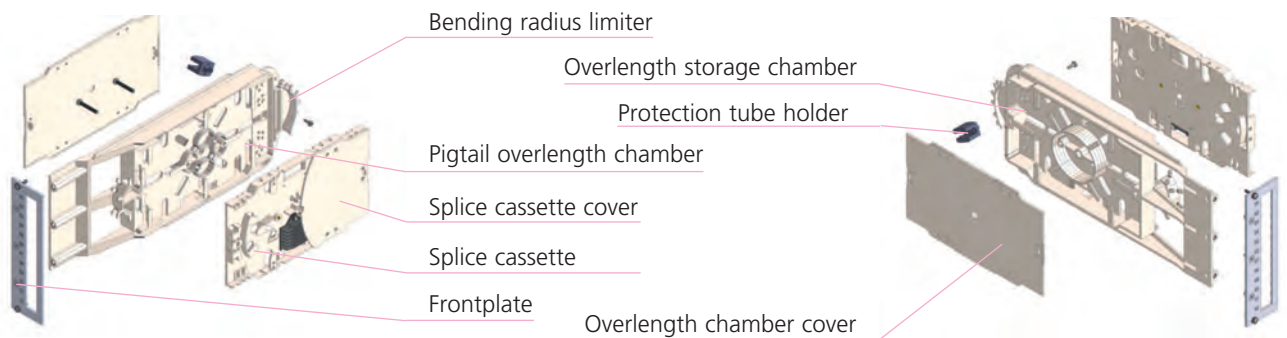 Bending radius limiter
Overlength storage chamber
Protection tube holder
Pigtail overlength chamber
Splice cassette cover
Splice cassette
Frontplate
Overlength chamber cover